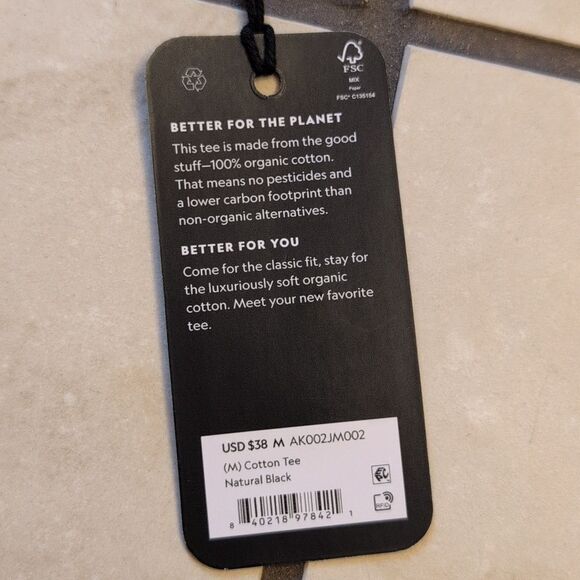 FSC
MIX
Paper
FSC® C135154
BETTER FOR THE PLANET
This tee is made from the good
stuff—100% organic cotton.
That means no pesticides and
a lower carbon footprint than
non-organic alternatives.
BETTER FOR YOU
Come for the classic fit, stay for
the luxuriously soft organic
cotton. Meet your new favorite
tee.
USD $38 M AK002JM002
(M) Cotton Tee
Natural Black
8 40218 97842 1
RFID